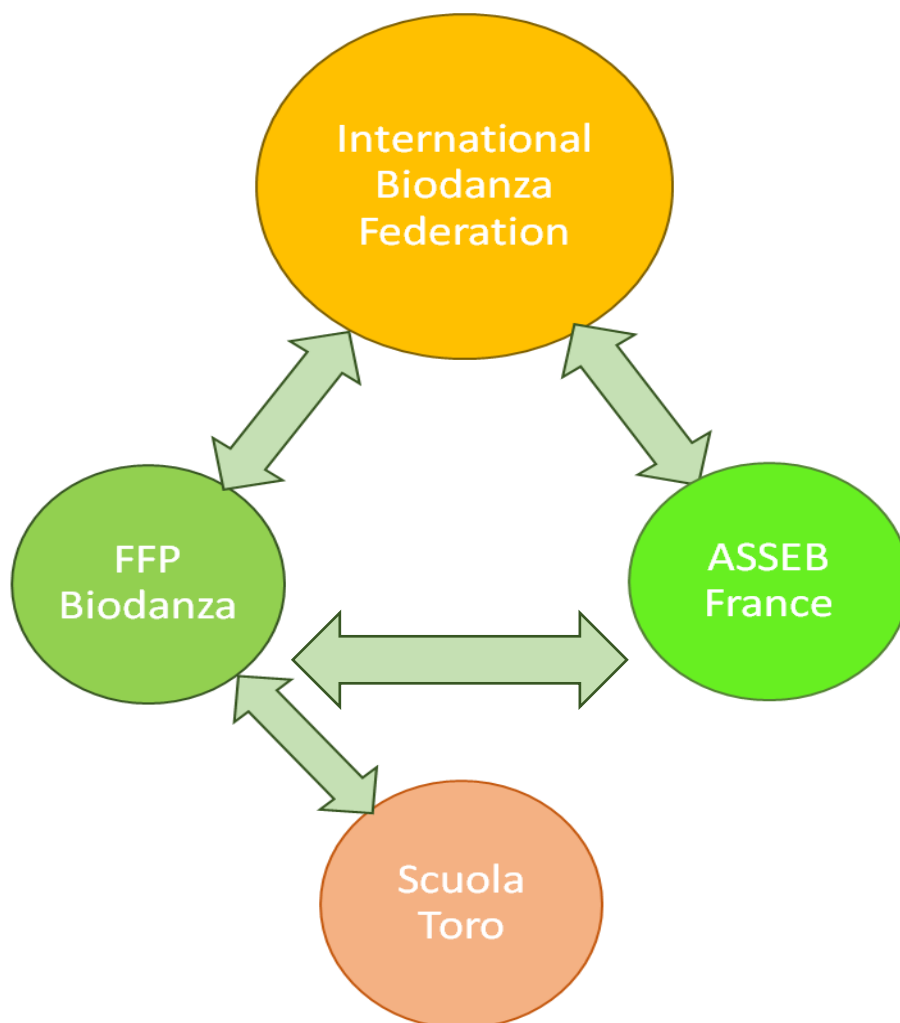 International
Biodanza
Federation
FFP
Biodanza
ASSEB
France
Scuola
Toro